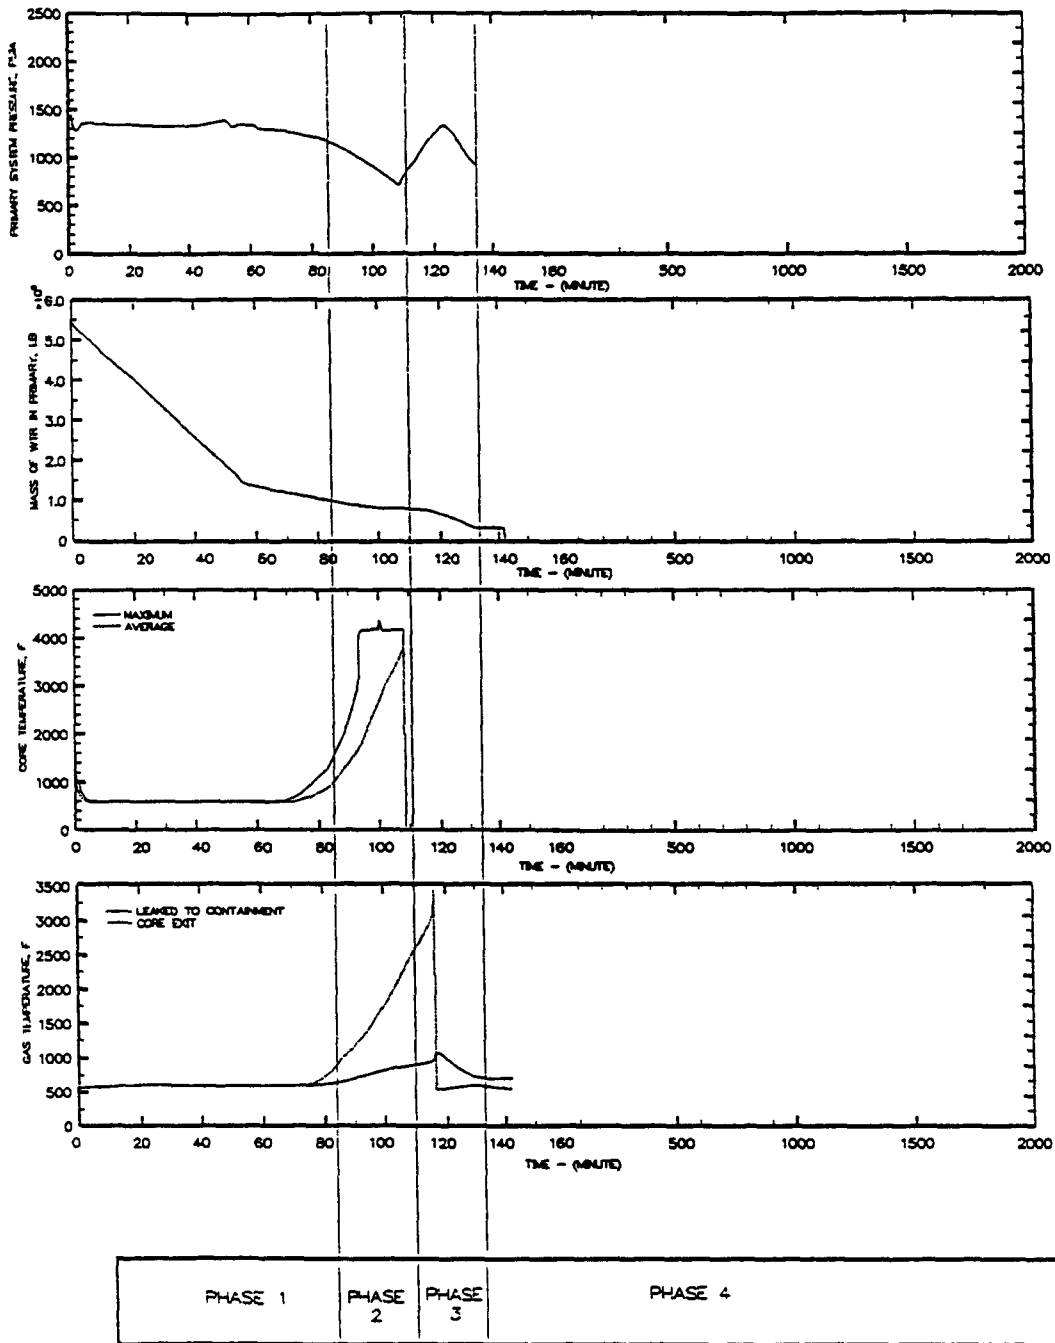 2500
2000
1500
1000
500
0
PRIMARY SYSTEM PRESSURE, PSIA
0 20 40 60 80 100 120 140 160 500 1000 1500 2000
TIME - (MINUTE)
6.0
5.0
4.0
3.0
2.0
1.0
0
MASS OF WTR IN PRIMARY, LB
0 20 40 60 80 100 120 140 160 500 1000 1500 2000
TIME - (MINUTE)
5000
4000
3000
2000
1000
0
CORE TEMPERATURE, F
MAXIMUM
AVERAGE
0 20 40 60 80 100 120 140 160 500 1000 1500 2000
TIME - (MINUTE)
3500
3000
2500
2000
1500
1000
500
0
GAS TEMPERATURE, F
LEAKED TO CONTAINMENT
CORE EXIT
0 20 40 60 80 100 120 140 160 500 1000 1500 2000
TIME - (MINUTE)
PHASE 1
PHASE 2
PHASE 3
PHASE 4